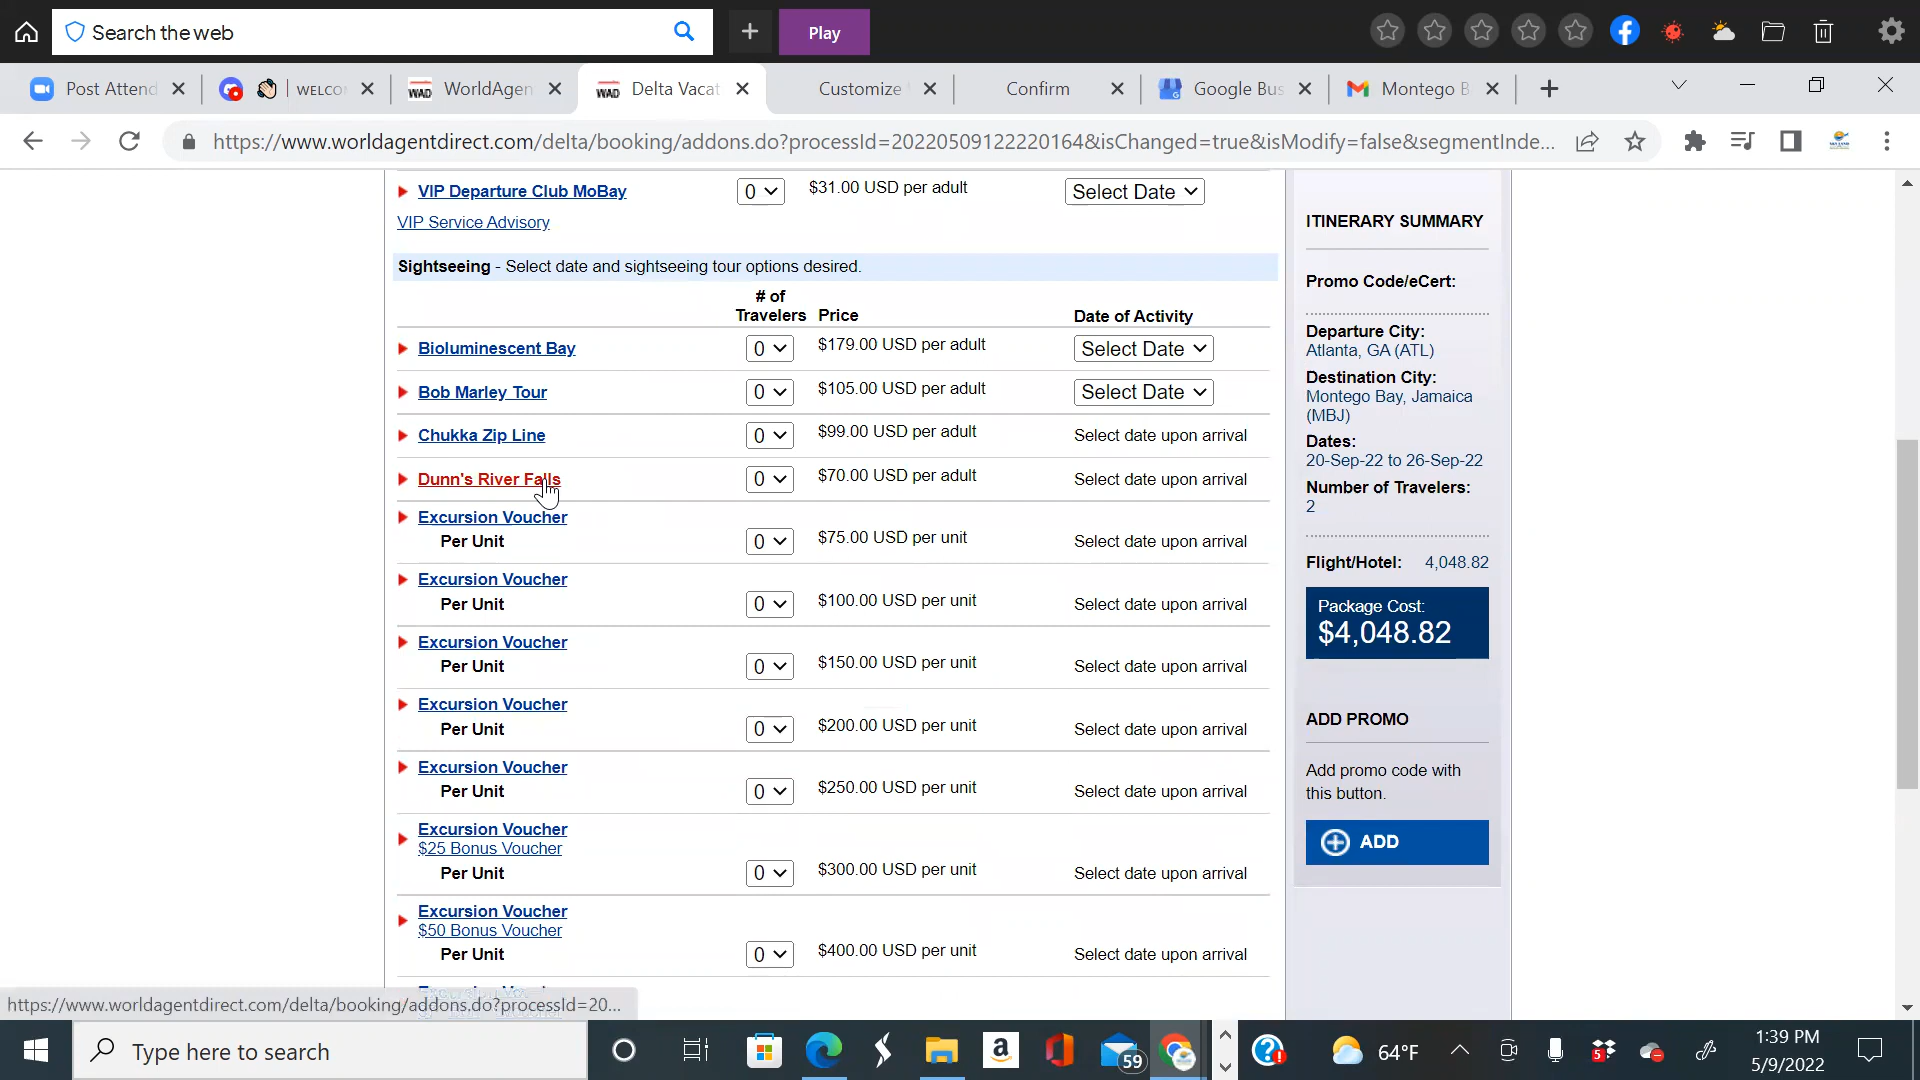 Search the web
Play
Post Attend
WELCO
WAD WorldAgen
WAD Delta Vacat
Customize
Confirm
Google Bus
Montego B
https://www.worldagentdirect.com/delta/booking/addons.do?processId=20220509122220164&isChanged=true&isModify=false&segmentInde...
VIP Departure Club MoBay 0 $31.00 USD per adult Select Date
VIP Service Advisory
Sightseeing - Select date and sightseeing tour options desired.
# of
Travelers Price Date of Activity
Bioluminescent Bay 0 $179.00 USD per adult Select Date
Bob Marley Tour 0 $105.00 USD per adult Select Date
Chukka Zip Line 0 $99.00 USD per adult Select date upon arrival
Dunn's River Falls 0 $70.00 USD per adult Select date upon arrival
Excursion Voucher
Per Unit 0 $75.00 USD per unit Select date upon arrival
Excursion Voucher
Per Unit 0 $100.00 USD per unit Select date upon arrival
Excursion Voucher
Per Unit 0 $150.00 USD per unit Select date upon arrival
Excursion Voucher
Per Unit 0 $200.00 USD per unit Select date upon arrival
Excursion Voucher
Per Unit 0 $250.00 USD per unit Select date upon arrival
Excursion Voucher
$25 Bonus Voucher
Per Unit 0 $300.00 USD per unit Select date upon arrival
Excursion Voucher
$50 Bonus Voucher
Per Unit 0 $400.00 USD per unit Select date upon arrival
ITINERARY SUMMARY
Promo Code/eCert:
Departure City:
Atlanta, GA (ATL)
Destination City:
Montego Bay, Jamaica
(MBJ)
Dates:
20-Sep-22 to 26-Sep-22
Number of Travelers:
2
Flight/Hotel: 4,048.82
Package Cost:
$4,048.82
ADD PROMO
Add promo code with
this button.
ADD
https://www.worldagentdirect.com/delta/booking/addons.do?processId=20...
Type here to search
59
64°F
5
1:39 PM
5/9/2022